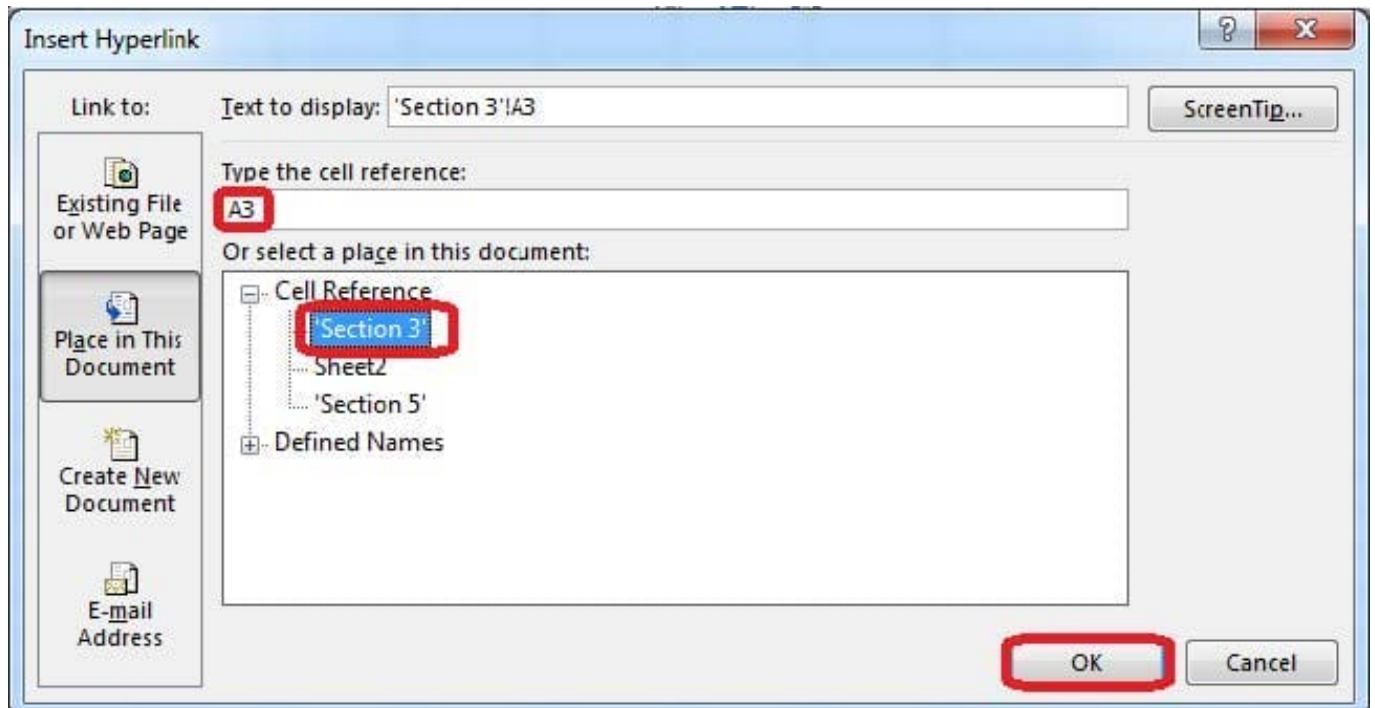 Insert Hyperlink
?
X
Link to:
Text to display: 'Section 3'!A3
ScreenTip...
Existing File
or Web Page
Type the cell reference:
A3
Or select a place in this document:
Cell Reference
'Section 3'
Sheet2
'Section 5'
Defined Names
Place in This
Document
Create New
Document
E-mail
Address
OK
Cancel